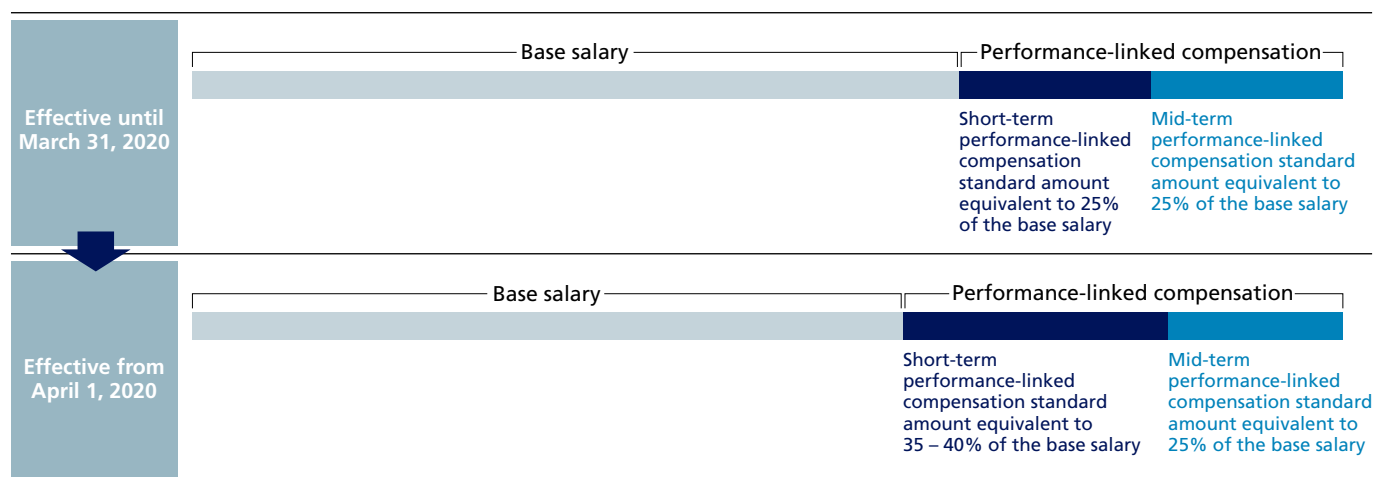 Effective until
March 31, 2020
Base salary
Performance-linked compensation
Short-term
performance-linked
compensation
standard amount
equivalent to 25%
of the base salary
Mid-term
performance-linked
compensation standard
amount equivalent to
25% of the base salary
Effective from
April 1, 2020
Base salary
Performance-linked compensation
Short-term
performance-linked
compensation standard
amount equivalent to
35 – 40% of the base salary
Mid-term
performance-linked
compensation standard
amount equivalent to
25% of the base salary